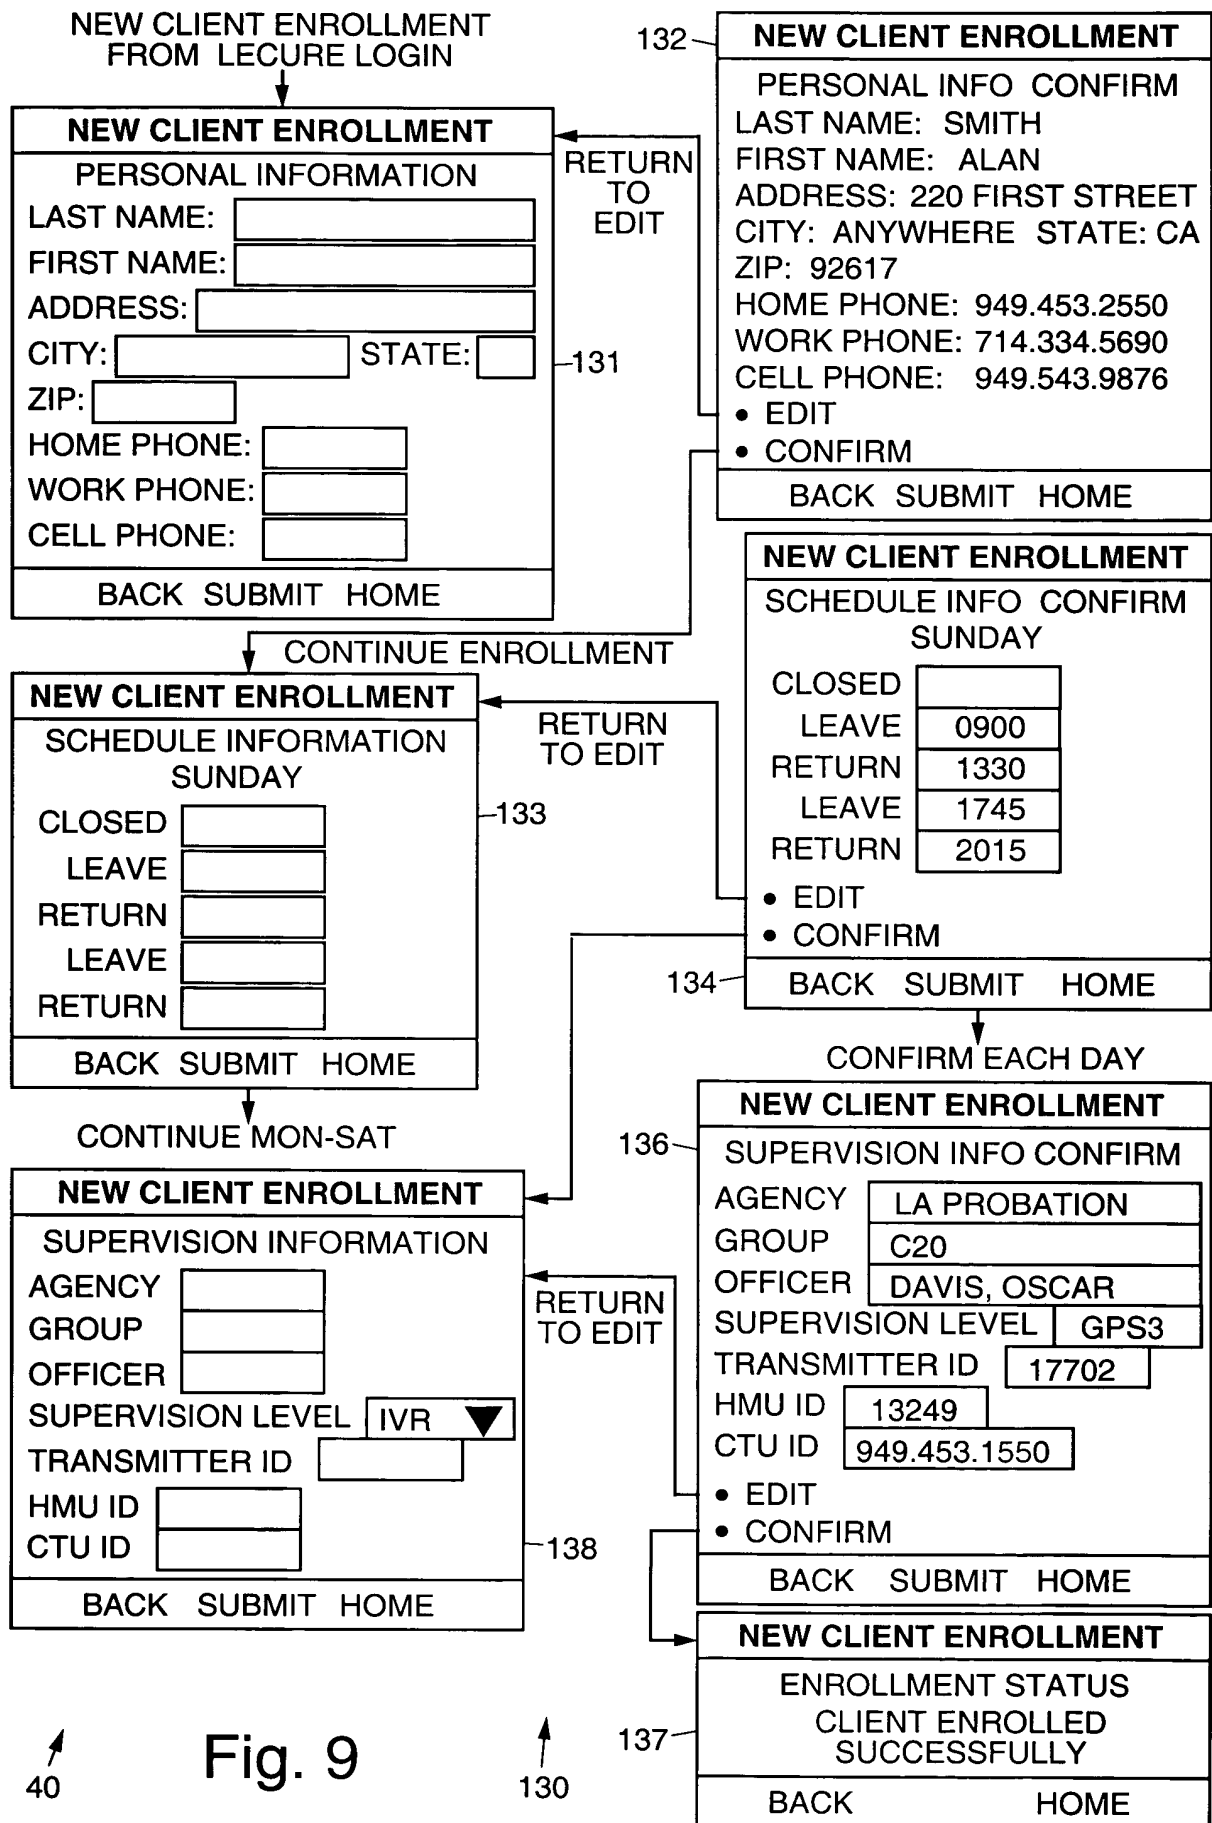 NEW CLIENT ENROLLMENT
FROM LECURE LOGIN
NEW CLIENT ENROLLMENT
PERSONAL INFORMATION
LAST NAME:
FIRST NAME:
ADDRESS:
CITY: STATE:
ZIP:
HOME PHONE:
WORK PHONE:
CELL PHONE:
BACK SUBMIT HOME
131
RETURN
TO
EDIT
132
NEW CLIENT ENROLLMENT
PERSONAL INFO CONFIRM
LAST NAME: SMITH
FIRST NAME: ALAN
ADDRESS: 220 FIRST STREET
CITY: ANYWHERE STATE: CA
ZIP: 92617
HOME PHONE: 949.453.2550
WORK PHONE: 714.334.5690
CELL PHONE: 949.543.9876
• EDIT
• CONFIRM
BACK SUBMIT HOME
CONTINUE ENROLLMENT
NEW CLIENT ENROLLMENT
SCHEDULE INFORMATION
SUNDAY
CLOSED
LEAVE
RETURN
LEAVE
RETURN
BACK SUBMIT HOME
133
RETURN
TO EDIT
NEW CLIENT ENROLLMENT
SCHEDULE INFO CONFIRM
SUNDAY
CLOSED
LEAVE 0900
RETURN 1330
LEAVE 1745
RETURN 2015
• EDIT
• CONFIRM
134
BACK SUBMIT HOME
CONTINUE MON-SAT
CONFIRM EACH DAY
NEW CLIENT ENROLLMENT
SUPERVISION INFORMATION
AGENCY
GROUP
OFFICER
SUPERVISION LEVEL IVR
TRANSMITTER ID
HMU ID
CTU ID
138
BACK SUBMIT HOME
RETURN
TO EDIT
NEW CLIENT ENROLLMENT
136
SUPERVISION INFO CONFIRM
AGENCY LA PROBATION
GROUP C20
OFFICER DAVIS, OSCAR
SUPERVISION LEVEL GPS3
TRANSMITTER ID 17702
HMU ID 13249
CTU ID 949.453.1550
• EDIT
• CONFIRM
BACK SUBMIT HOME
NEW CLIENT ENROLLMENT
ENROLLMENT STATUS
CLIENT ENROLLED
SUCCESSFULLY
137
BACK HOME
40
Fig. 9
130